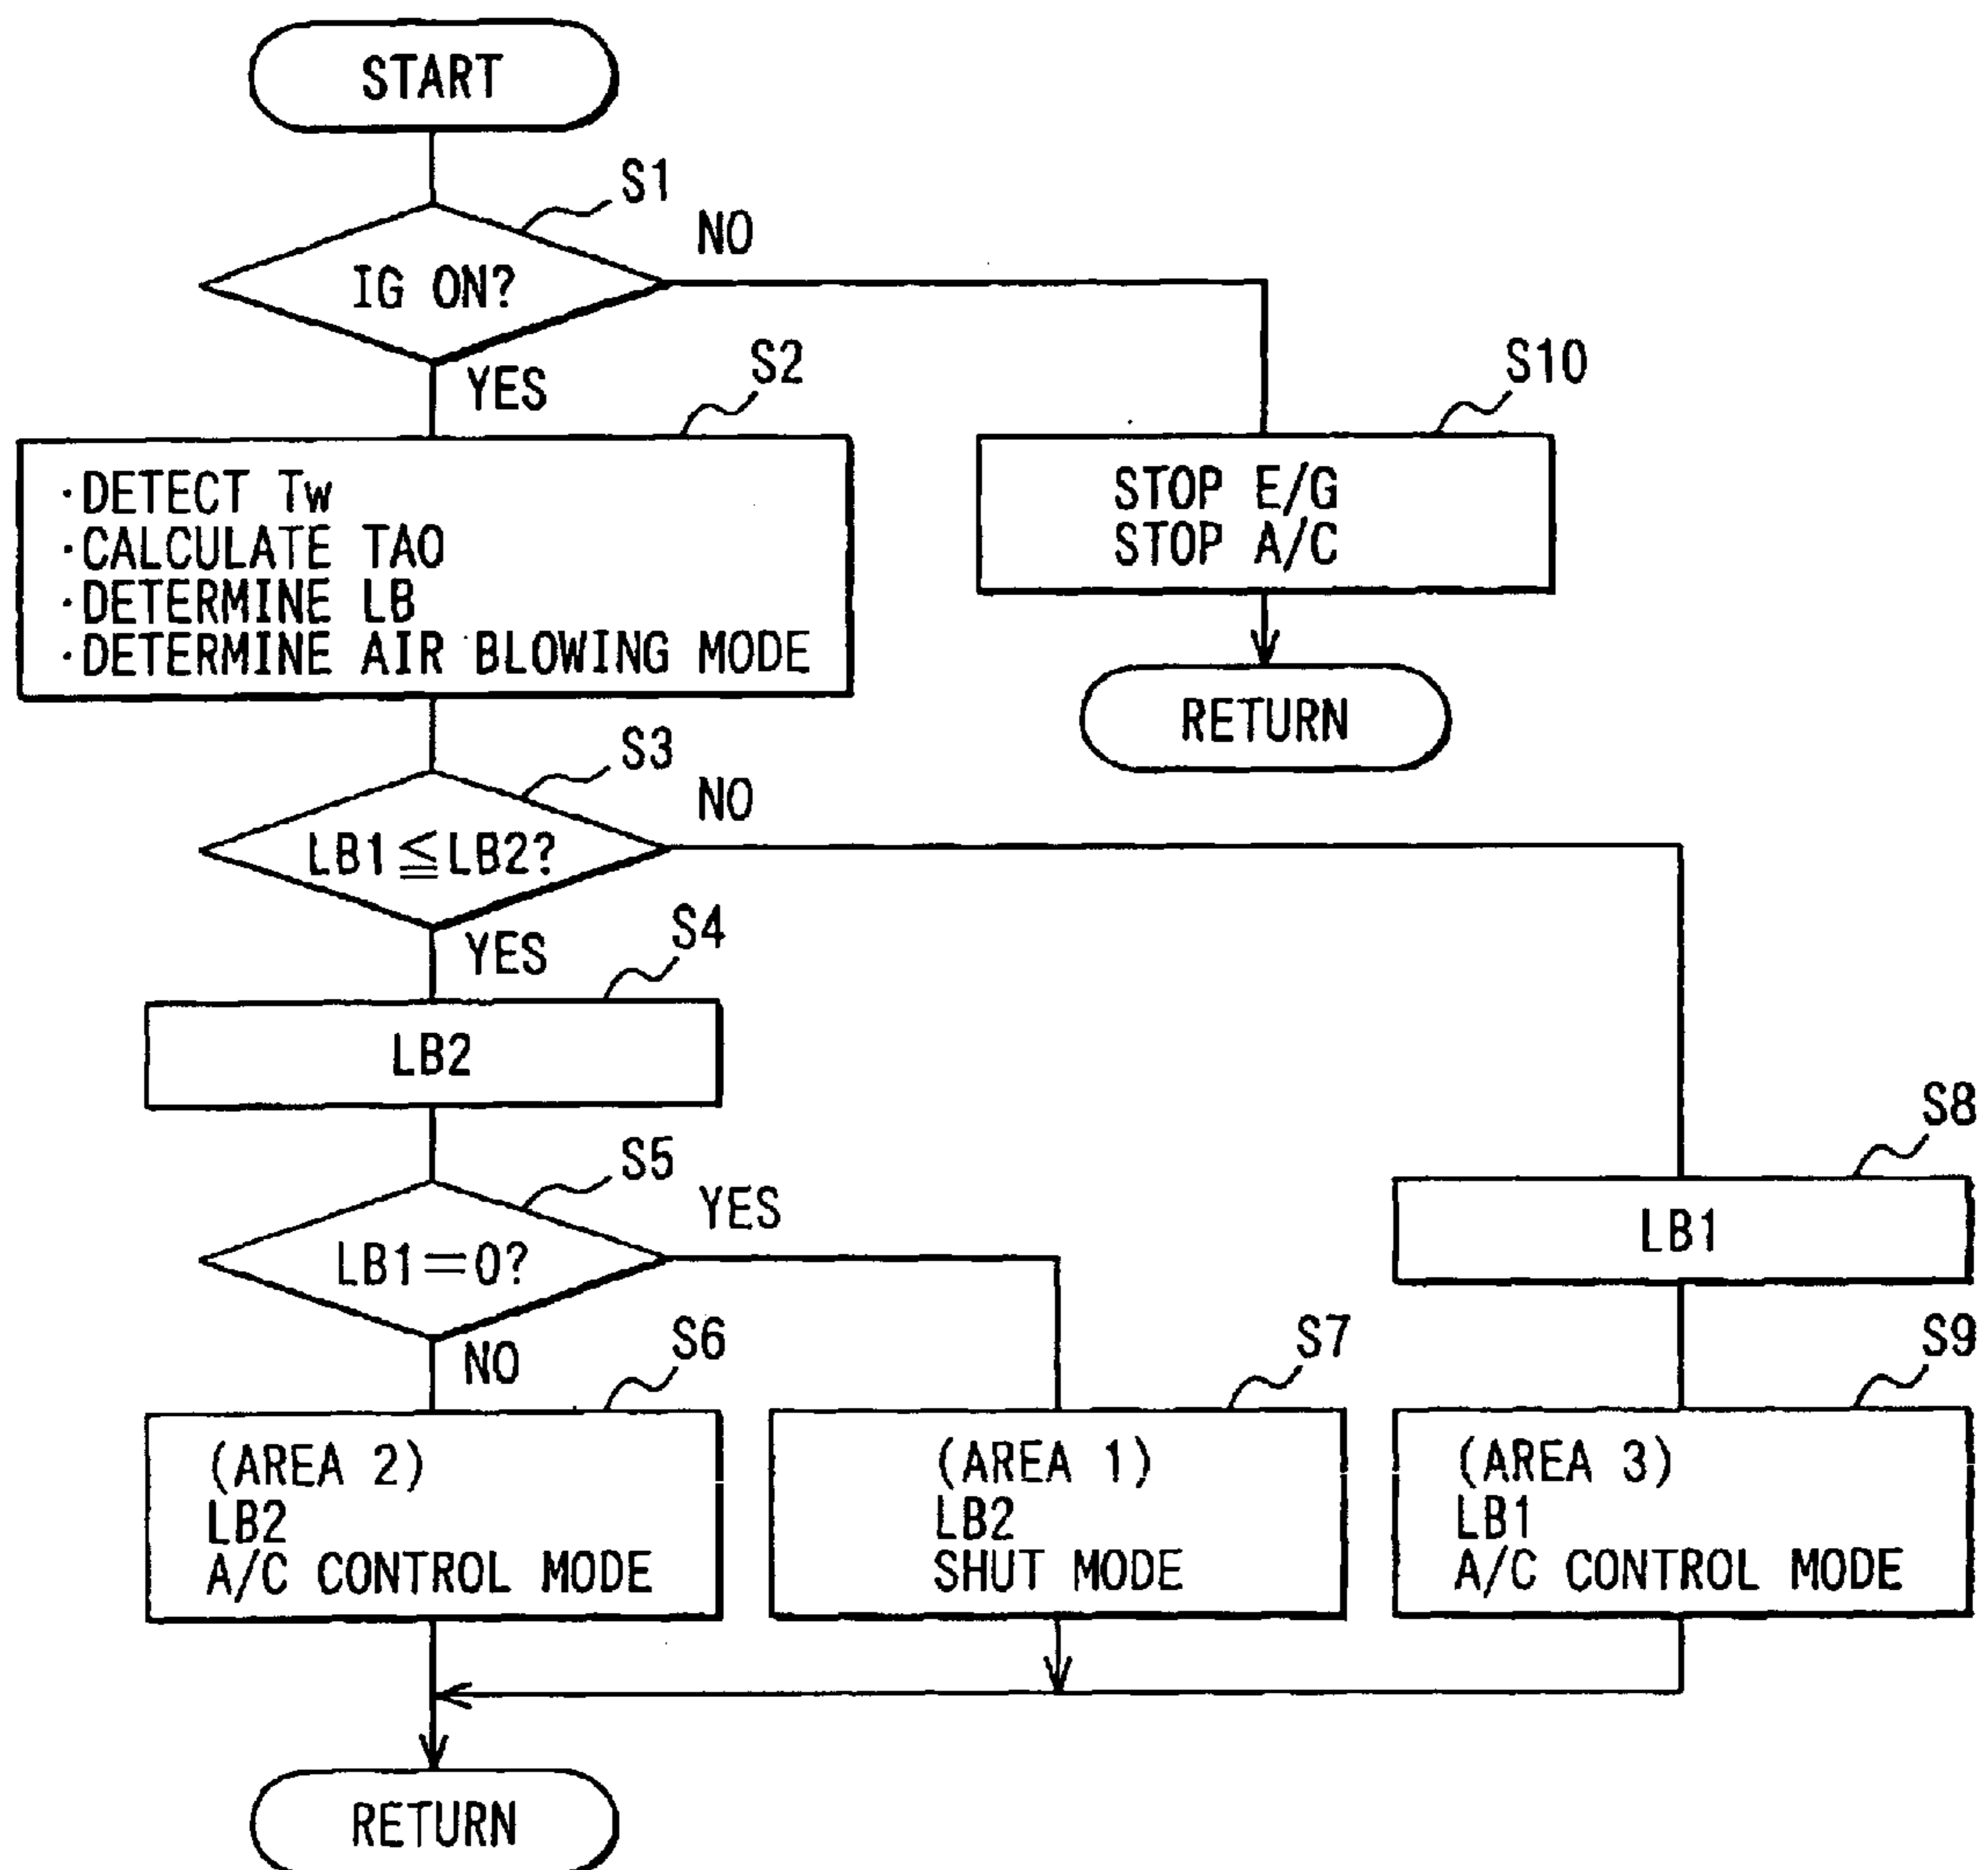 START
S1
NO
IG ON?
YES
S2
S10
·DETECT Tw
·CALCULATE TAO
·DETERMINE LB
·DETERMINE AIR BLOWING MODE
STOP E/G
STOP A/C
RETURN
S3
NO
LB1≦LB2?
YES
S4
LB2
S8
LB1
S5
YES
LB1=0?
NO
S6
S7
S9
(AREA 2)
LB2
A/C CONTROL MODE
(AREA 1)
LB2
SHUT MODE
(AREA 3)
LB1
A/C CONTROL MODE
RETURN